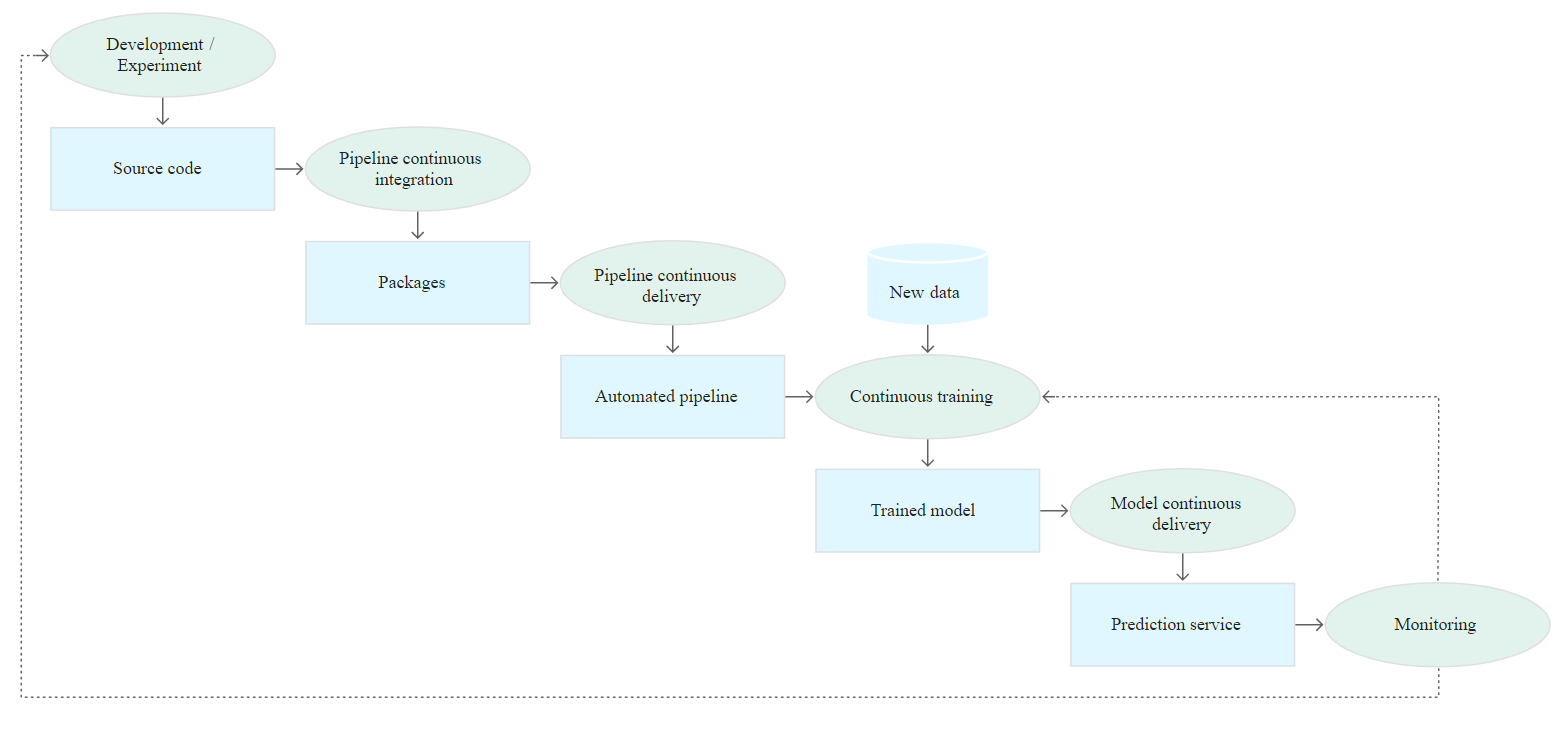 Development /
Experiment
Source code
Pipeline continuous
integration
Packages
Pipeline continuous
delivery
New data
Automated pipeline
Continuous training
Trained model
Model continuous
delivery
Prediction service
Monitoring